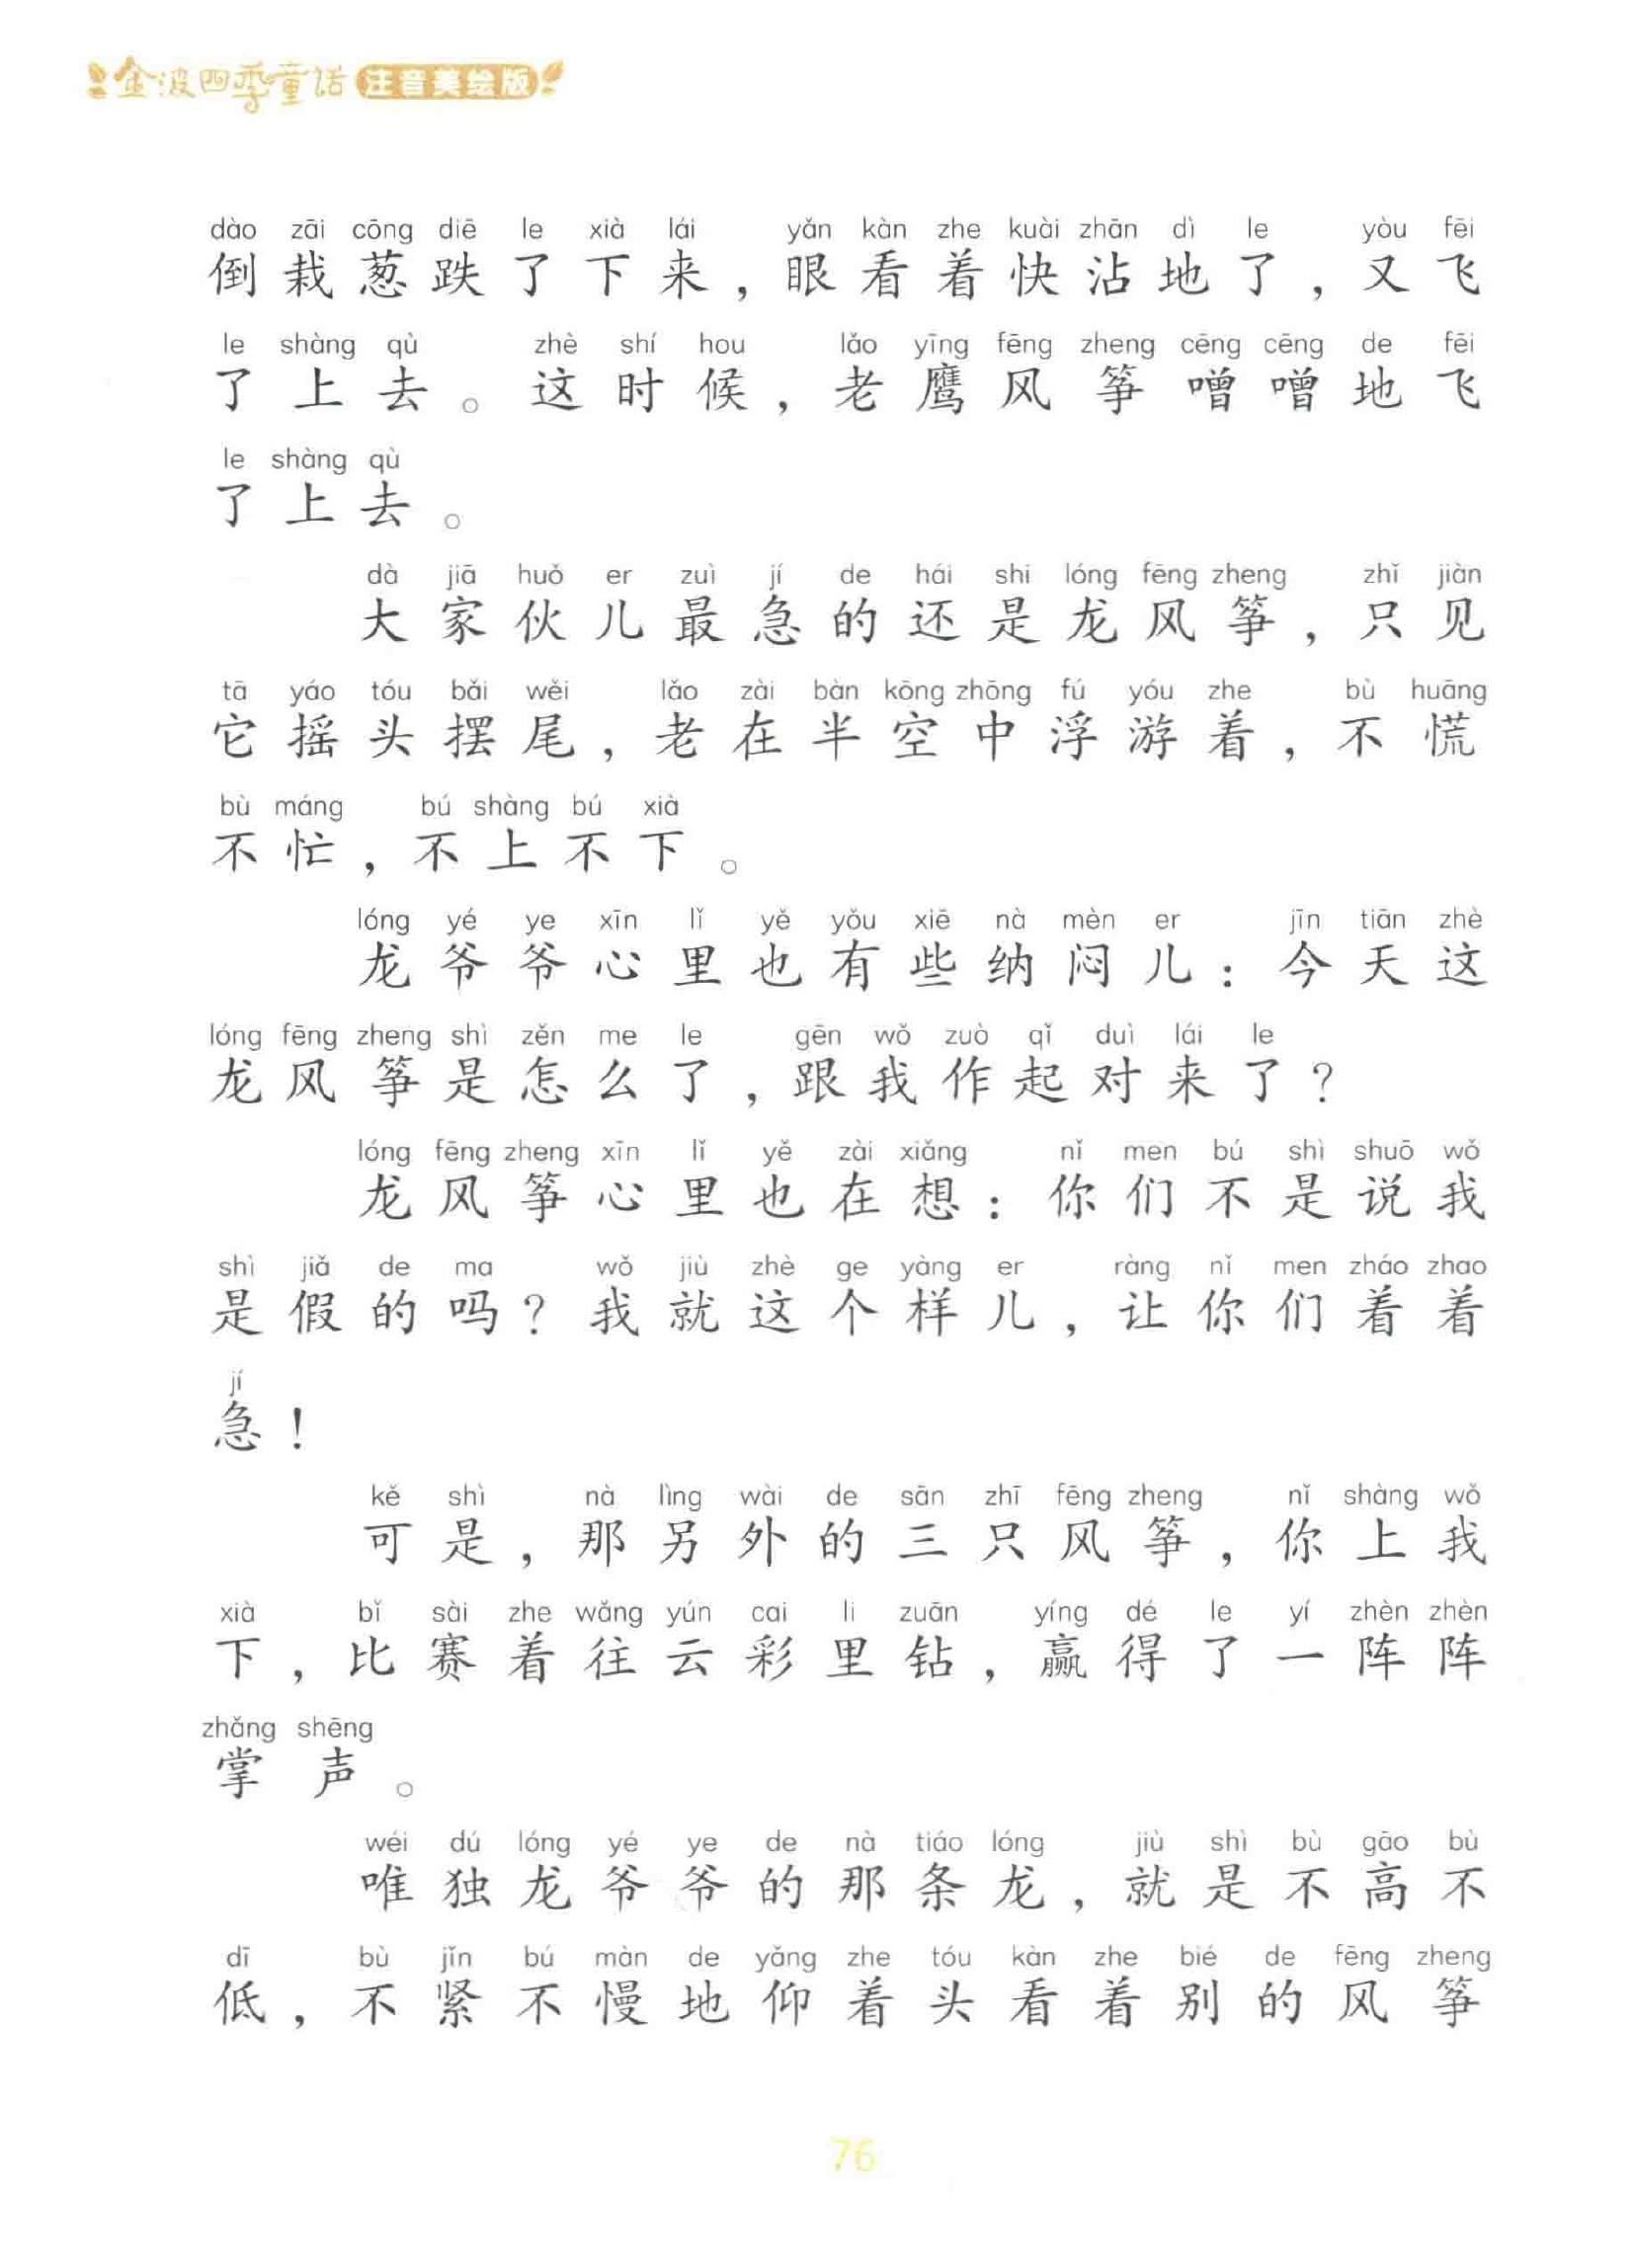 金波四季童话 注音美绘版
dào zāi cōng diē le xià lái yǎn kàn zhe kuài zhān dì le yòu fēi
倒栽葱跌了下来，眼看着快沾地了，又飞
le shàng qù zhè shí hou lǎo yīng fēng zheng cēng cēng de fēi
了上去。这时候，老鹰风筝噌噌地飞
le shàng qù
了上去。
dà jiā huǒ er zuì jí de hái shi lóng fēng zheng zhǐ jiàn
大家伙儿最急的还是龙风筝，只见
tā yáo tóu bǎi wěi lǎo zài bàn kōng zhōng fú yóu zhe bù huāng
它摇头摆尾，老在半空中浮游着，不慌
bù máng bú shàng bú xià
不忙，不上不下。
lóng yé ye xīn lǐ yě yǒu xiē nà mèn er jīn tiān zhè
龙爷爷心里也有些纳闷儿：今天这
lóng fēng zheng shì zěn me le gēn wǒ zuò qǐ duì lái le
龙风筝是怎么了，跟我作起对来了？
lóng fēng zheng xīn lǐ yě zài xiǎng nǐ men bú shì shuō wǒ
龙风筝心里也在想：你们不是说我
shì jiǎ de ma wǒ jiù zhè ge yàng er ràng nǐ men zháo zhao
是假的吗？我就这个样儿，让你们着着
jí
急！
kě shì nà lìng wài de sān zhī fēng zheng nǐ shàng wǒ
可是，那另外的三只风筝，你上我
xià bǐ sài zhe wǎng yún cai li zuān yíng dé le yí zhèn zhèn
下，比赛着往云彩里钻，赢得了一阵阵
zhǎng shēng
掌声。
wéi dú lóng yé ye de nà tiáo lóng jiù shì bù gāo bù
唯独龙爷爷的那条龙，就是不高不
dī bù jǐn bú màn de yǎng zhe tóu kàn zhe bié de fēng zheng
低，不紧不慢地仰着头看着别的风筝
76